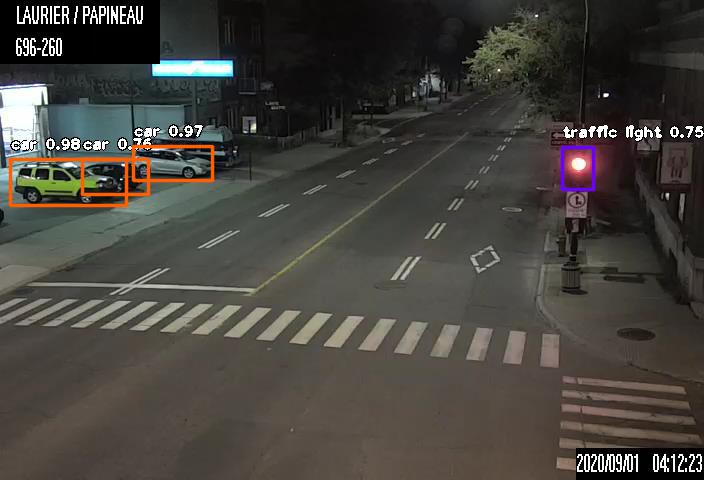 LAURIER / PAPINEAU
696-260
car 0.97
car 0.98
car 0.76
traffic light 0.75
2020/09/01 04:12:23